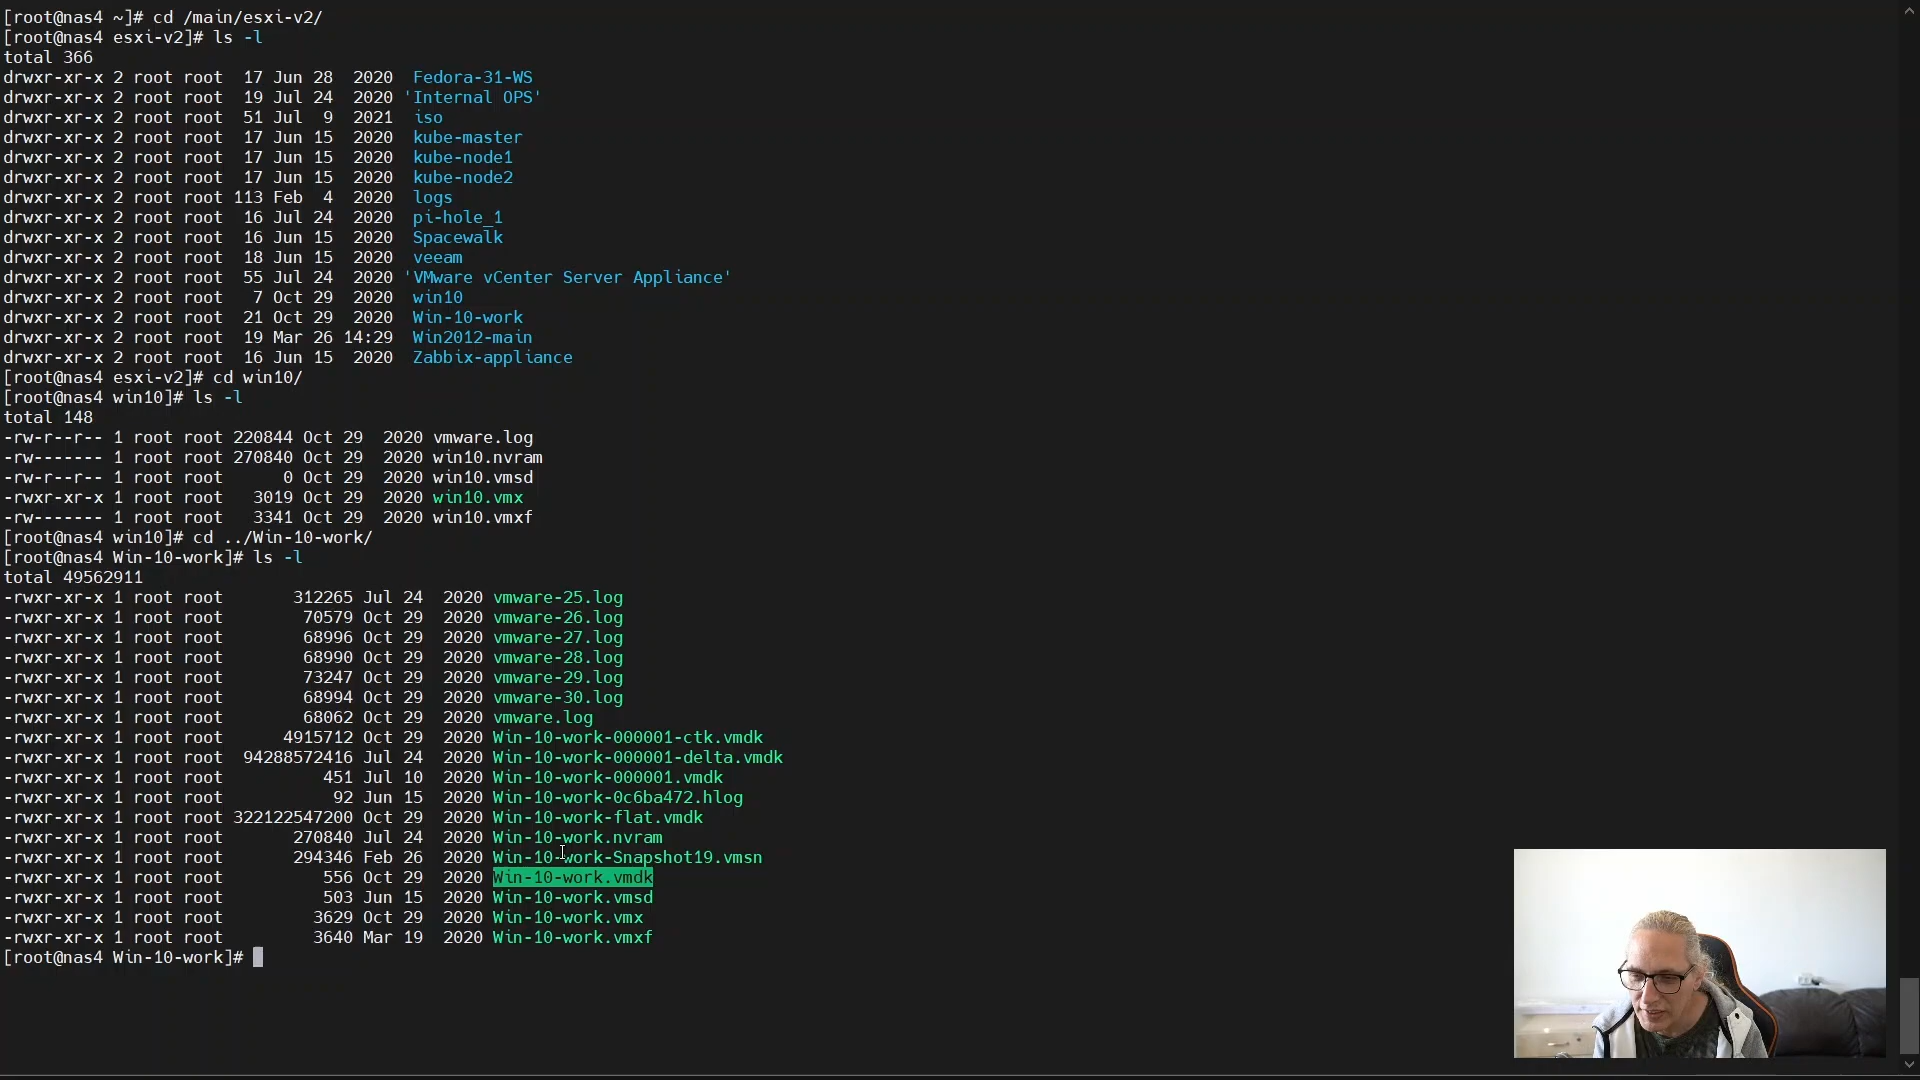 [root@nas4 ~]# cd /main/esxi-v2/
[root@nas4 esxi-v2]# ls -l
total 366
drwxr-xr-x 2 root root  17 Jun 28  2020  Fedora-31-WS
drwxr-xr-x 2 root root  19 Jul 24  2020 'Internal OPS'
drwxr-xr-x 2 root root  51 Jul  9  2021  iso
drwxr-xr-x 2 root root  17 Jun 15  2020  kube-master
drwxr-xr-x 2 root root  17 Jun 15  2020  kube-node1
drwxr-xr-x 2 root root  17 Jun 15  2020  kube-node2
drwxr-xr-x 2 root root 113 Feb  4  2020  logs
drwxr-xr-x 2 root root  16 Jul 24  2020  pi-hole_1
drwxr-xr-x 2 root root  16 Jun 15  2020  Spacewalk
drwxr-xr-x 2 root root  18 Jun 15  2020  veeam
drwxr-xr-x 2 root root  55 Jul 24  2020 'VMware vCenter Server Appliance'
drwxr-xr-x 2 root root   7 Oct 29  2020  win10
drwxr-xr-x 2 root root  21 Oct 29  2020  Win-10-work
drwxr-xr-x 2 root root  19 Mar 26 14:29  Win2012-main
drwxr-xr-x 2 root root  16 Jun 15  2020  Zabbix-appliance
[root@nas4 esxi-v2]# cd win10/
[root@nas4 win10]# ls -l
total 148
-rw-r--r-- 1 root root 220844 Oct 29  2020 vmware.log
-rw------- 1 root root 270840 Oct 29  2020 win10.nvram
-rw-r--r-- 1 root root      0 Oct 29  2020 win10.vmsd
-rwxr-xr-x 1 root root   3019 Oct 29  2020 win10.vmx
-rw------- 1 root root   3341 Oct 29  2020 win10.vmxf
[root@nas4 win10]# cd ../Win-10-work/
[root@nas4 Win-10-work]# ls -l
total 49562911
-rwxr-xr-x 1 root root       312265 Jul 24  2020 vmware-25.log
-rwxr-xr-x 1 root root        70579 Oct 29  2020 vmware-26.log
-rwxr-xr-x 1 root root        68996 Oct 29  2020 vmware-27.log
-rwxr-xr-x 1 root root        68990 Oct 29  2020 vmware-28.log
-rwxr-xr-x 1 root root        73247 Oct 29  2020 vmware-29.log
-rwxr-xr-x 1 root root        68994 Oct 29  2020 vmware-30.log
-rwxr-xr-x 1 root root        68062 Oct 29  2020 vmware.log
-rwxr-xr-x 1 root root      4915712 Oct 29  2020 Win-10-work-000001-ctk.vmdk
-rwxr-xr-x 1 root root  94288572416 Jul 24  2020 Win-10-work-000001-delta.vmdk
-rwxr-xr-x 1 root root          451 Jul 10  2020 Win-10-work-000001.vmdk
-rwxr-xr-x 1 root root           92 Jun 15  2020 Win-10-work-0c6ba472.hlog
-rwxr-xr-x 1 root root 322122547200 Oct 29  2020 Win-10-work-flat.vmdk
-rwxr-xr-x 1 root root       270840 Jul 24  2020 Win-10-work.nvram
-rwxr-xr-x 1 root root       294346 Feb 26  2020 Win-10-work-Snapshot19.vmsn
-rwxr-xr-x 1 root root          556 Oct 29  2020 Win-10-work.vmdk
-rwxr-xr-x 1 root root          503 Jun 15  2020 Win-10-work.vmsd
-rwxr-xr-x 1 root root         3629 Oct 29  2020 Win-10-work.vmx
-rwxr-xr-x 1 root root         3640 Mar 19  2020 Win-10-work.vmxf
[root@nas4 Win-10-work]#